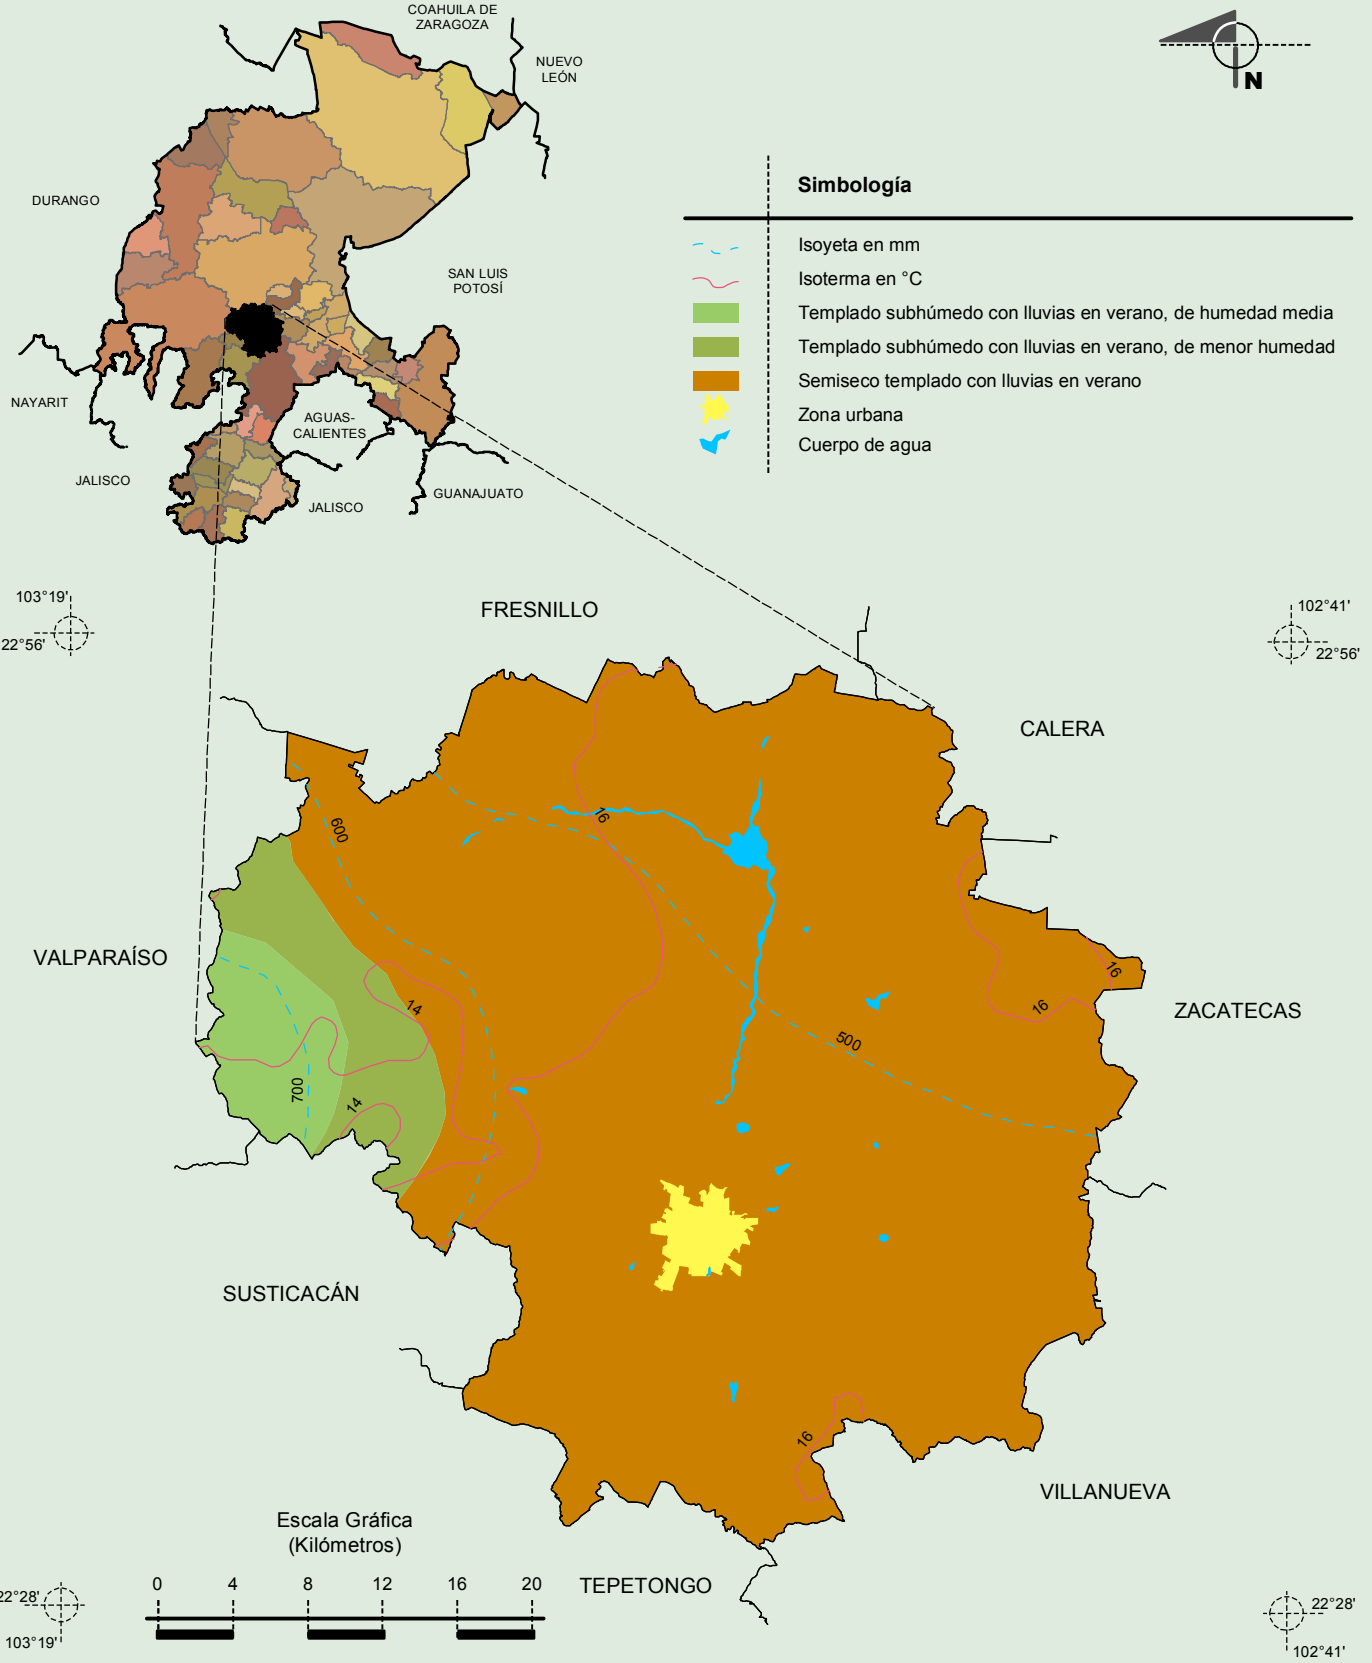 COAHUILA DE
ZARAGOZA
NUEVO
LEÓN
N
DURANGO
SAN LUIS
POTOSÍ
NAYARIT
AGUAS-
CALIENTES
JALISCO
JALISCO
GUANAJUATO
Simbología
Isoyeta en mm
Isoterma en °C
Templado subhúmedo con lluvias en verano, de humedad media
Templado subhúmedo con lluvias en verano, de menor humedad
Semiseco templado con lluvias en verano
Zona urbana
Cuerpo de agua
103°19'
22°56'
FRESNILLO
102°41'
22°56'
CALERA
600
16
VALPARAÍSO
16
14
16
ZACATECAS
500
700
14
SUSTICACÁN
16
VILLANUEVA
Escala Gráfica
(Kilómetros)
0 4 8 12 16 20
TEPETONGO
22°28'
103°19'
22°28'
102°41'